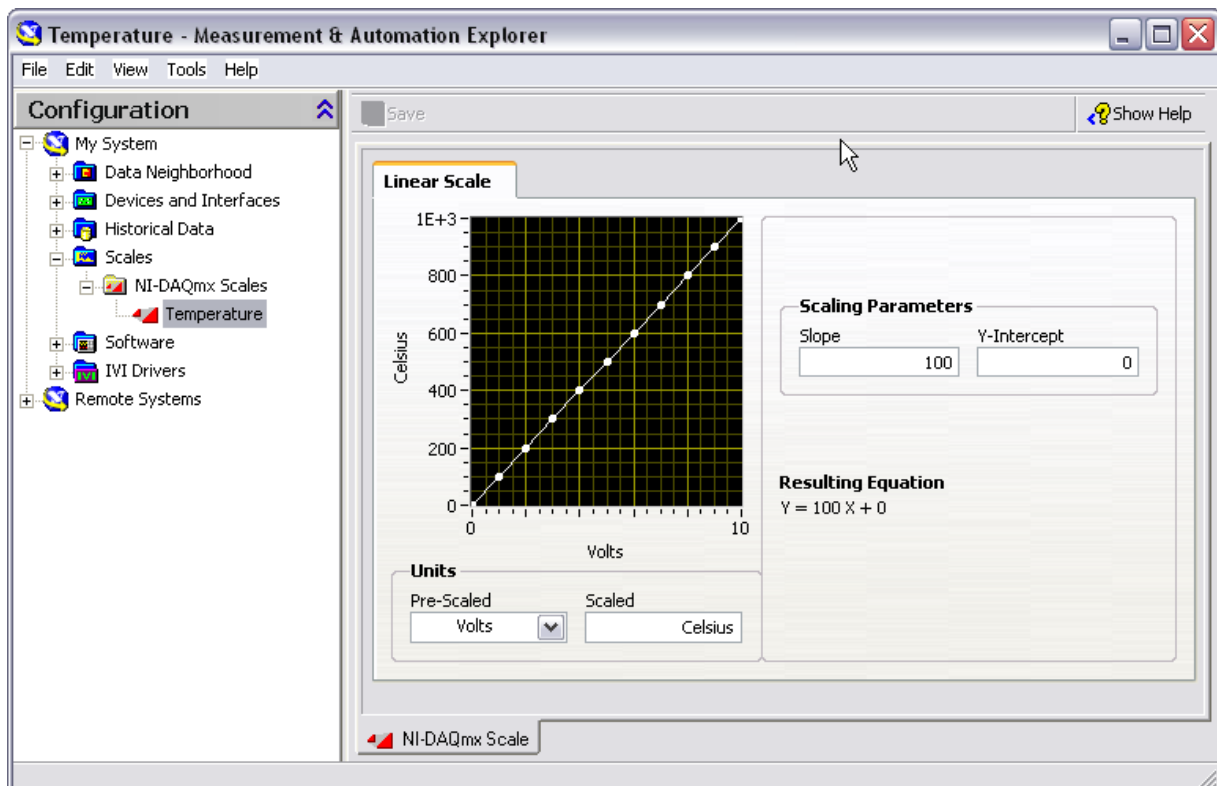 Temperature - Measurement & Automation Explorer
File Edit View Tools Help
Configuration
My System
Data Neighborhood
Devices and Interfaces
Historical Data
Scales
NI-DAQmx Scales
Temperature
Software
IVI Drivers
Remote Systems
Save
Show Help
Linear Scale
1E+3
800
600
400
200
0
Celsius
0 10
Volts
Scaling Parameters
Slope Y-Intercept
100 0
Resulting Equation
Y = 100 X + 0
Units
Pre-Scaled Scaled
Volts Celsius
NI-DAQmx Scale